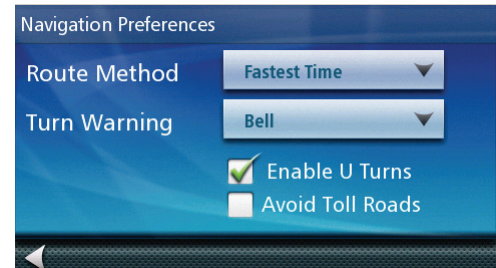 Navigation Preferences
Route Method Fastest Time
Turn Warning Bell
Enable U Turns
Avoid Toll Roads